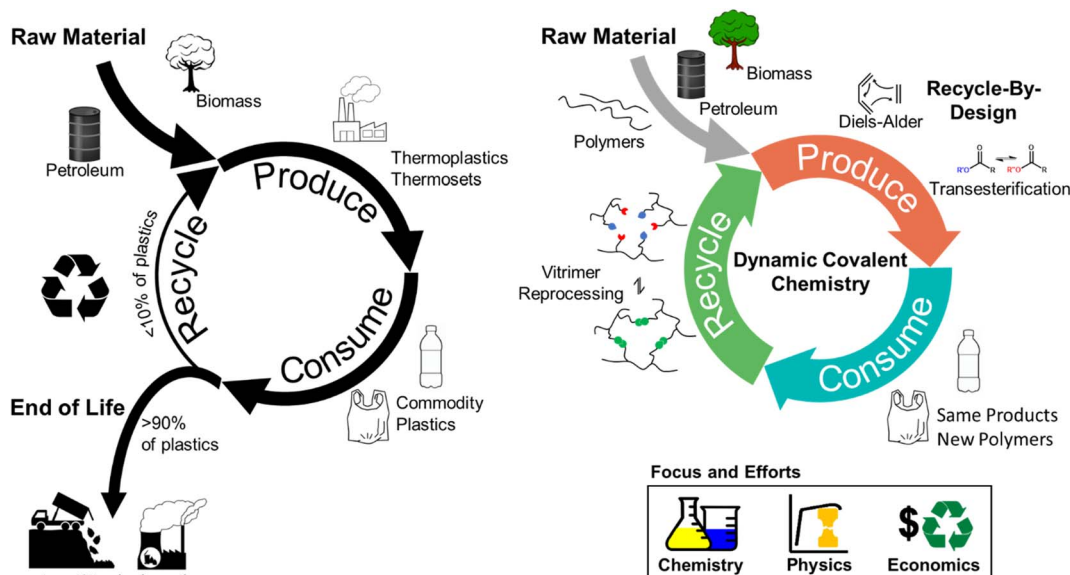 Raw Material
Biomass
Petroleum
Thermoplastics
Thermosets
Produce
Recycle
<10% of plastics
Consume
Commodity
Plastics
End of Life
>90%
of plastics
Raw Material
Biomass
Petroleum
Polymers
Diels-Alder
Recycle-By-
Design
R'O
O
R
R"O
O
R
Transesterification
Produce
Recycle
Dynamic Covalent
Chemistry
Vitrimer
Reprocessing
Consume
Same Products
New Polymers
Focus and Efforts
$
Chemistry
Physics
Economics